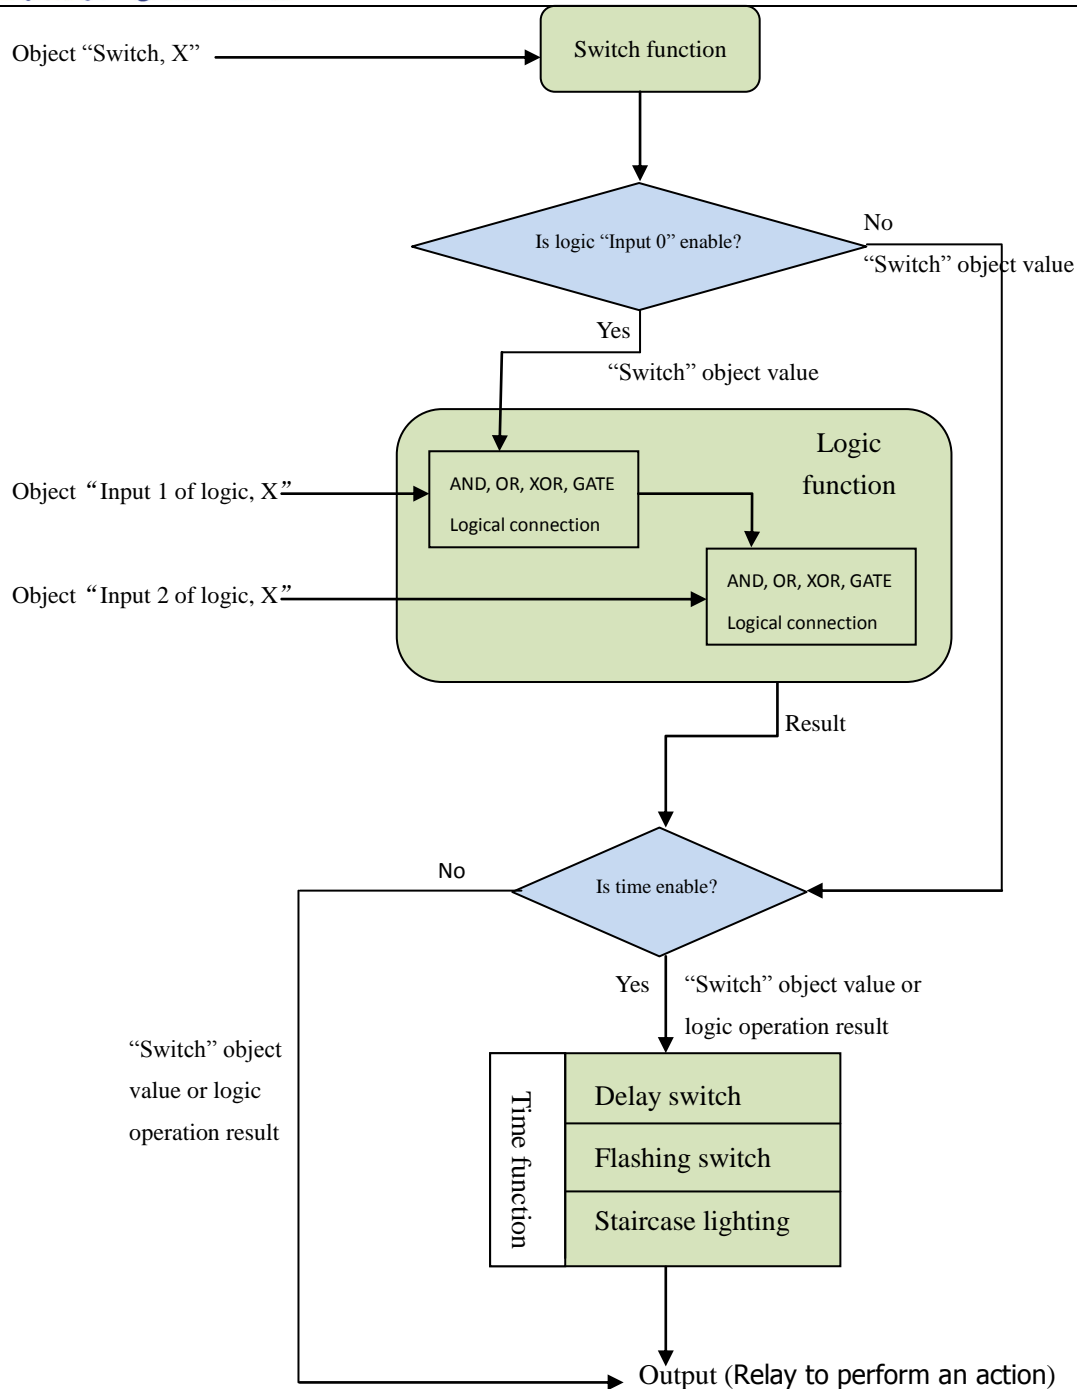 Object “Switch, X”
Switch function
Is logic “Input 0” enable?
No
“Switch” object value
Yes
“Switch” object value
Logic
function
Object “Input 1 of logic, X”
AND, OR, XOR, GATE
Logical connection
Object “Input 2 of logic, X”
AND, OR, XOR, GATE
Logical connection
Result
No
Is time enable?
Yes
“Switch” object value or
logic operation result
“Switch” object
value or logic
operation result
Time function
Delay switch
Flashing switch
Staircase lighting
Output (Relay to perform an action)